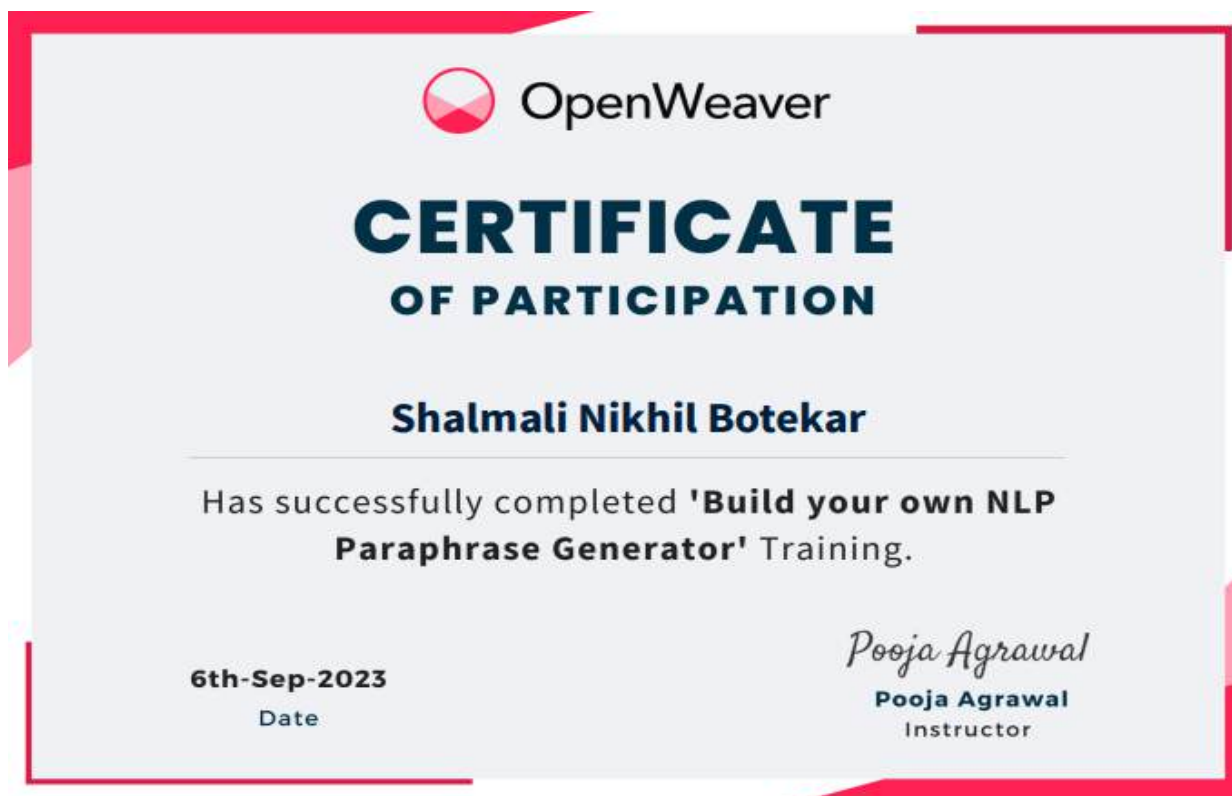 OpenWeaver
CERTIFICATE
OF PARTICIPATION
Shalmali Nikhil Botekar
Has successfully completed 'Build your own NLP
Paraphrase Generator' Training.
6th-Sep-2023
Date
Pooja Agrawal
Pooja Agrawal
Instructor